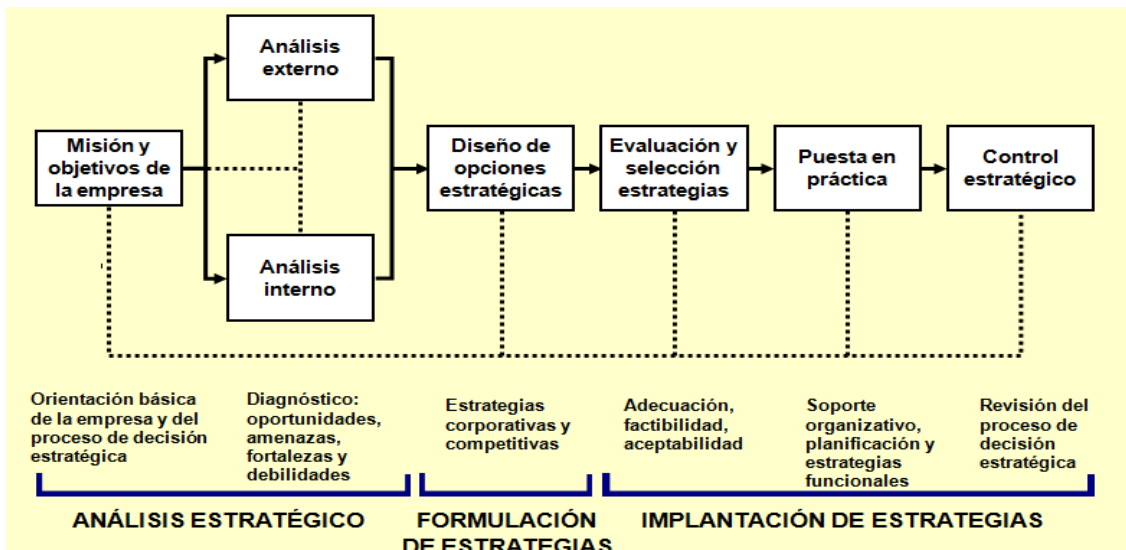 Análisis
externo
Misión y
objetivos de
la empresa
Diseño de
opciones
estratégicas
Evaluación y
selección
estrategias
Puesta en
práctica
Control
estratégico
Análisis
interno
Orientación básica
de la empresa y del
proceso de decisión
estratégica
Diagnóstico:
oportunidades,
amenazas,
fortalezas y
debilidades
Estrategias
corporativas y
competitivas
Adecuación,
factibilidad,
aceptabilidad
Soporte
organizativo,
planificación y
estrategias
funcionales
Revisión del
proceso de
decisión
estratégica
ANÁLISIS ESTRATÉGICO
FORMULACIÓN
DE ESTRATEGIAS
IMPLANTACIÓN DE ESTRATEGIAS